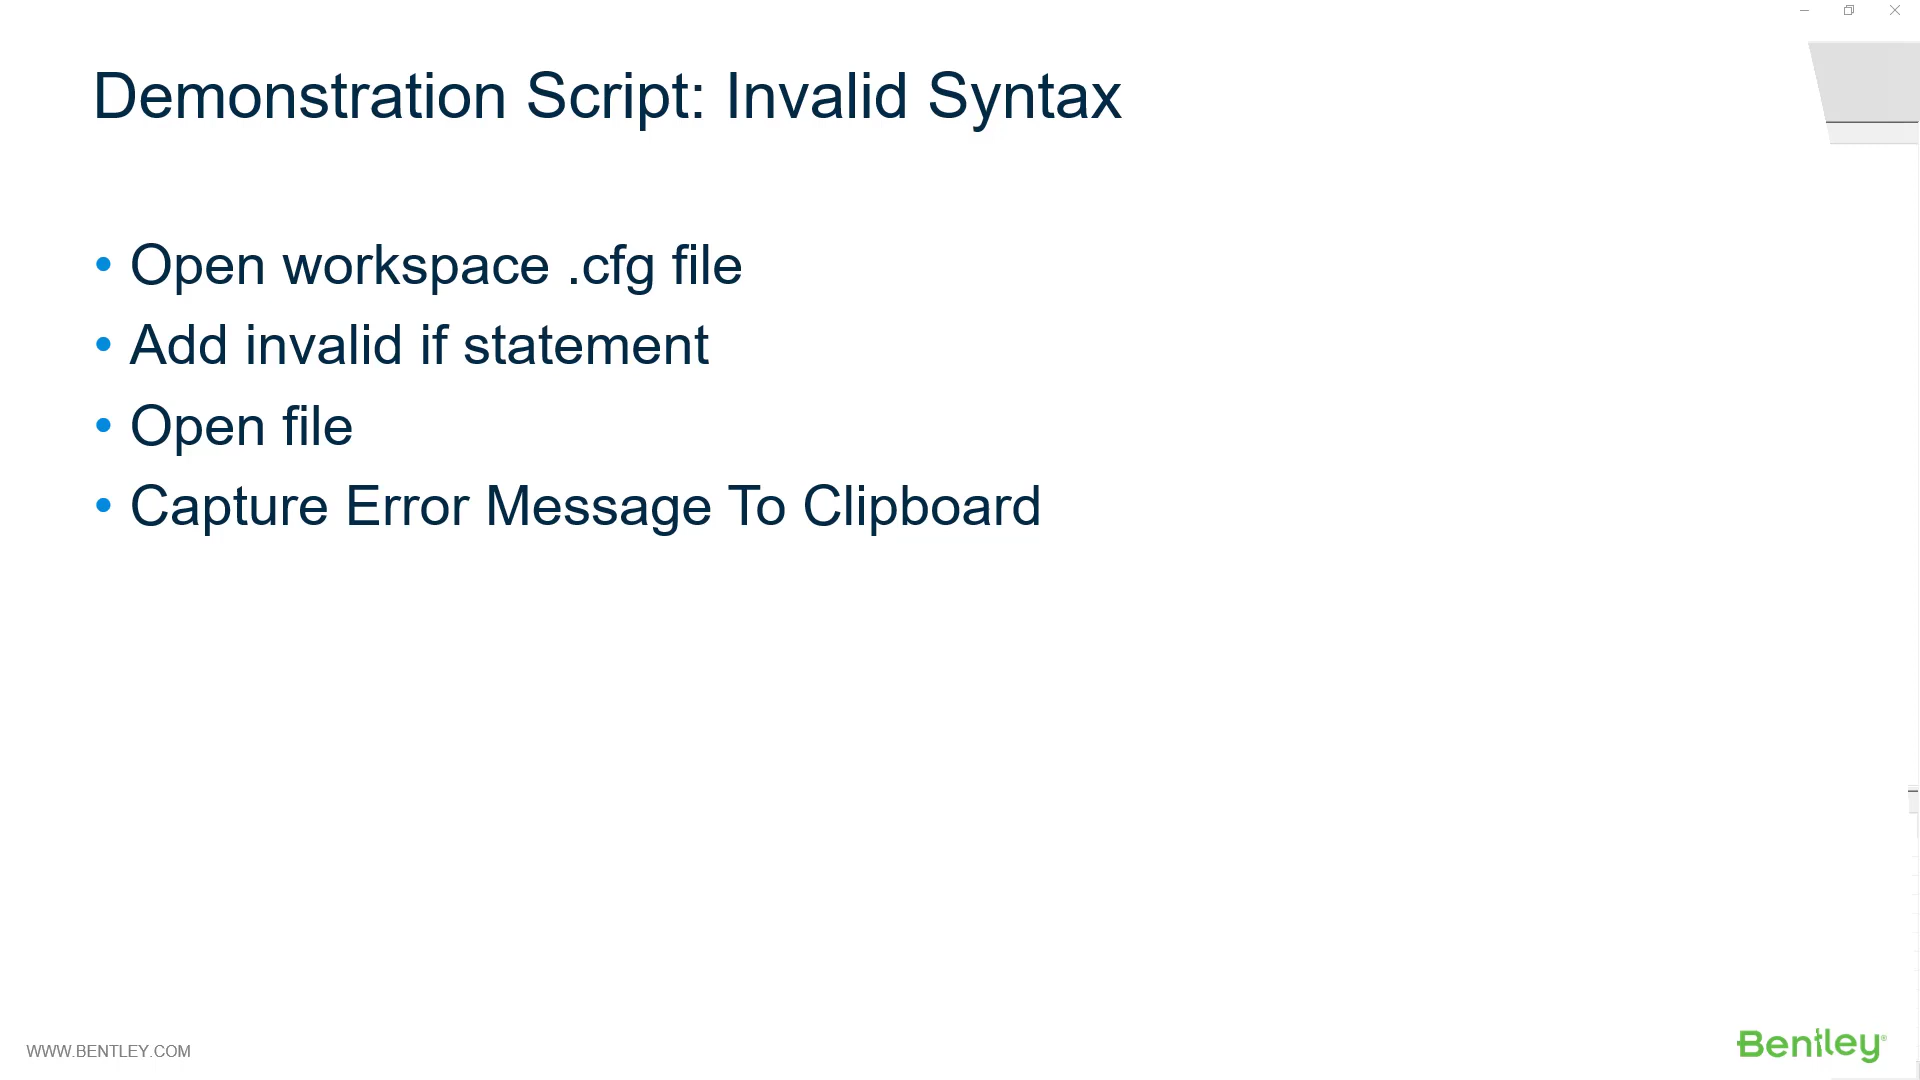 Demonstration Script: Invalid Syntax
• Open workspace .cfg file
• Add invalid if statement
• Open file
• Capture Error Message To Clipboard
WWW.BENTLEY.COM
Bentley®